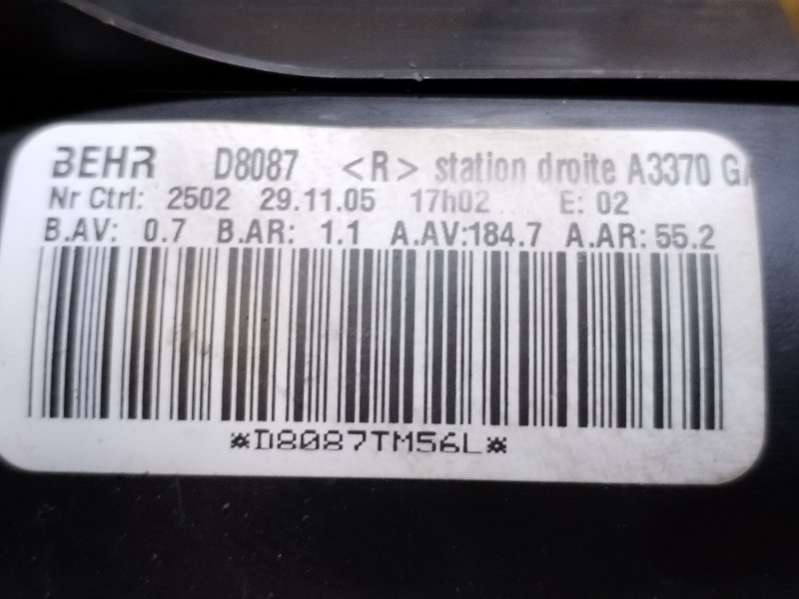 BEHR D8087 <R> station droite A3370
Nr Ctrl: 2502 29.11.05 17h02 E: 02
B.AV: 0.7 B.AR: 1.1 A.AV:184.7 A.AR:55.2
*D8087TM56L*